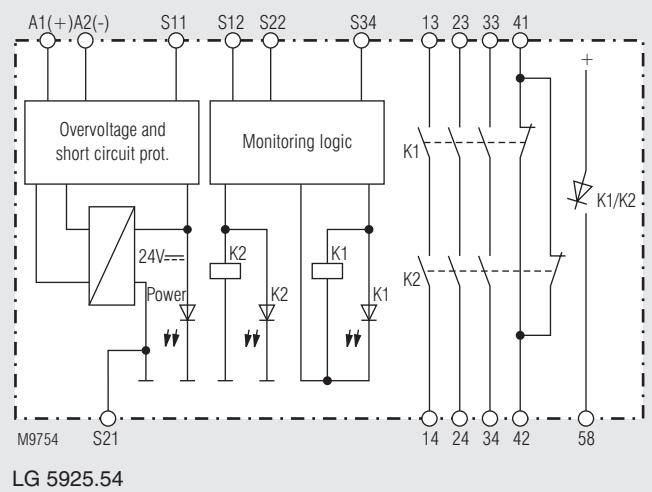 A1(+) A2(-) S11 S12 S22 S34 13 23 33 41
+
Overvoltage and
short circuit prot.
Monitoring logic
K1
K1/K2
24V
K2
K1
K2
Power
K2
K1
M9754
S21
14 24 34 42 58
LG 5925.54